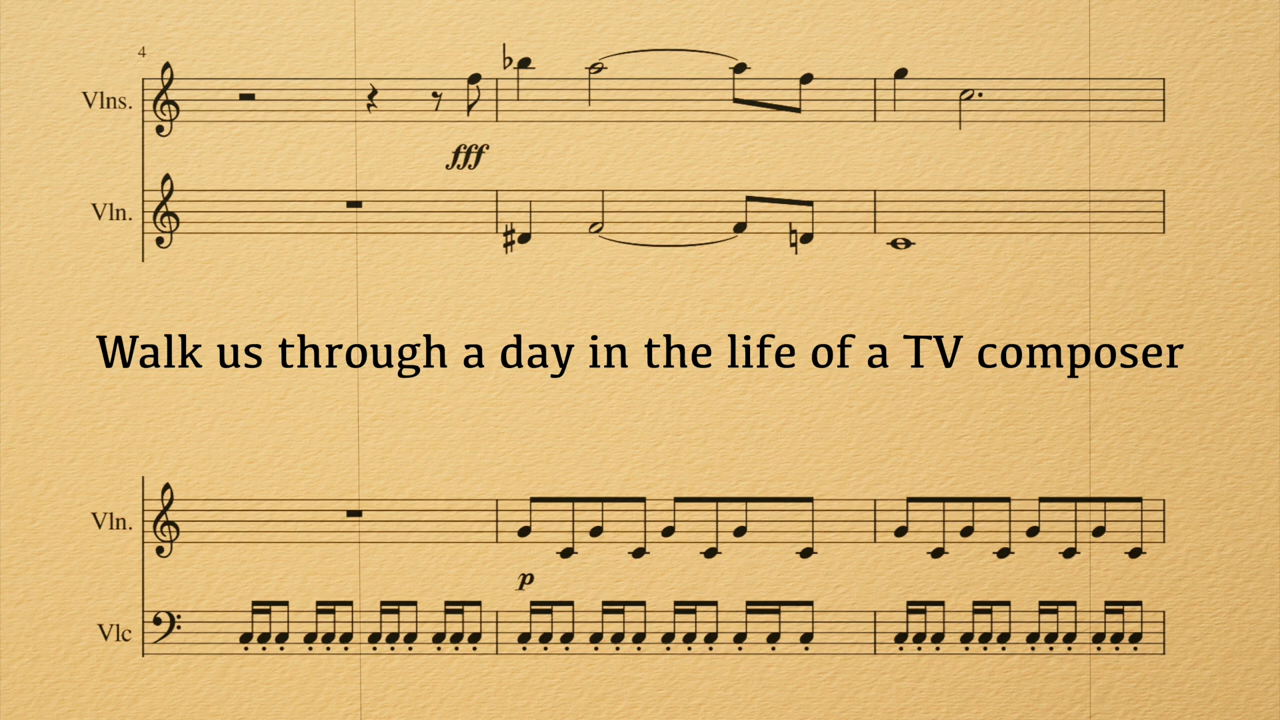 4
Vlns.
fff
Vln.
Walk us through a day in the life of a TV composer
Vln.
p
Vlc